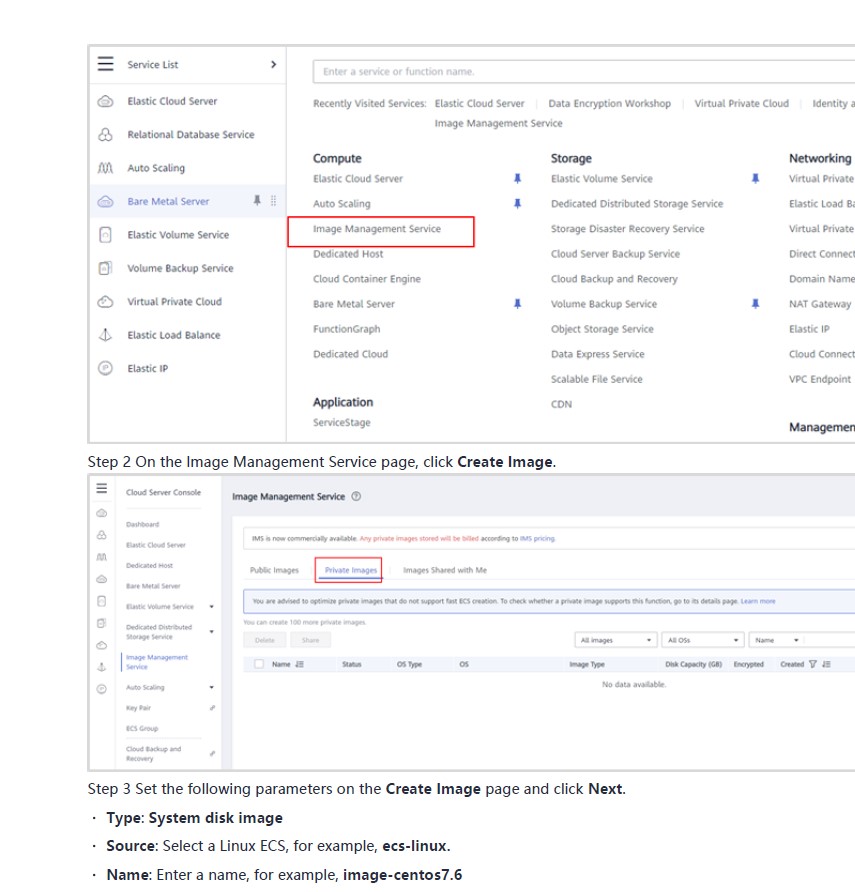 Service List
Elastic Cloud Server
Relational Database Service
Auto Scaling
Bare Metal Server
Elastic Volume Service
Volume Backup Service
Virtual Private Cloud
Elastic Load Balance
Elastic IP
Enter a service or function name.
Recently Visited Services: Elastic Cloud Server | Data Encryption Workshop | Virtual Private Cloud | Identity a
Image Management Service
Compute
Elastic Cloud Server
Auto Scaling
Image Management Service
Dedicated Host
Cloud Container Engine
Bare Metal Server
FunctionGraph
Dedicated Cloud
Application
ServiceStage
Storage
Elastic Volume Service
Dedicated Distributed Storage Service
Storage Disaster Recovery Service
Cloud Server Backup Service
Cloud Backup and Recovery
Volume Backup Service
Object Storage Service
Data Express Service
Scalable File Service
CDN
Networking
Virtual Private
Elastic Load Ba
Virtual Private
Direct Connect
Domain Name
NAT Gateway
Elastic IP
Cloud Connect
VPC Endpoint
Managemen
Step 2 On the Image Management Service page, click Create Image.
Cloud Server Console
Dashboard
Elastic Cloud Server
Dedicated Host
Bare Metal Server
Elastic Volume Service
Dedicated Distributed
Storage Service
Image Management
Service
Auto Scaling
Key Pair
ECS Group
Cloud Backup and
Recovery
Image Management Service
IMS is now commercially available. Any private images stored will be billed according to IMS pricing.
Public Images Private Images Images Shared with Me
You are advised to optimize private images that do not support fast ECS creation. To check whether a private image supports this function, go to its details page. Learn more
You can create 100 more private images.
Delete Share All images All OSs Name
Name Status OS Type OS Image Type Disk Capacity (GB) Encrypted Created
No data available.
Step 3 Set the following parameters on the Create Image page and click Next.
· Type: System disk image
· Source: Select a Linux ECS, for example, ecs-linux.
· Name: Enter a name, for example, image-centos7.6